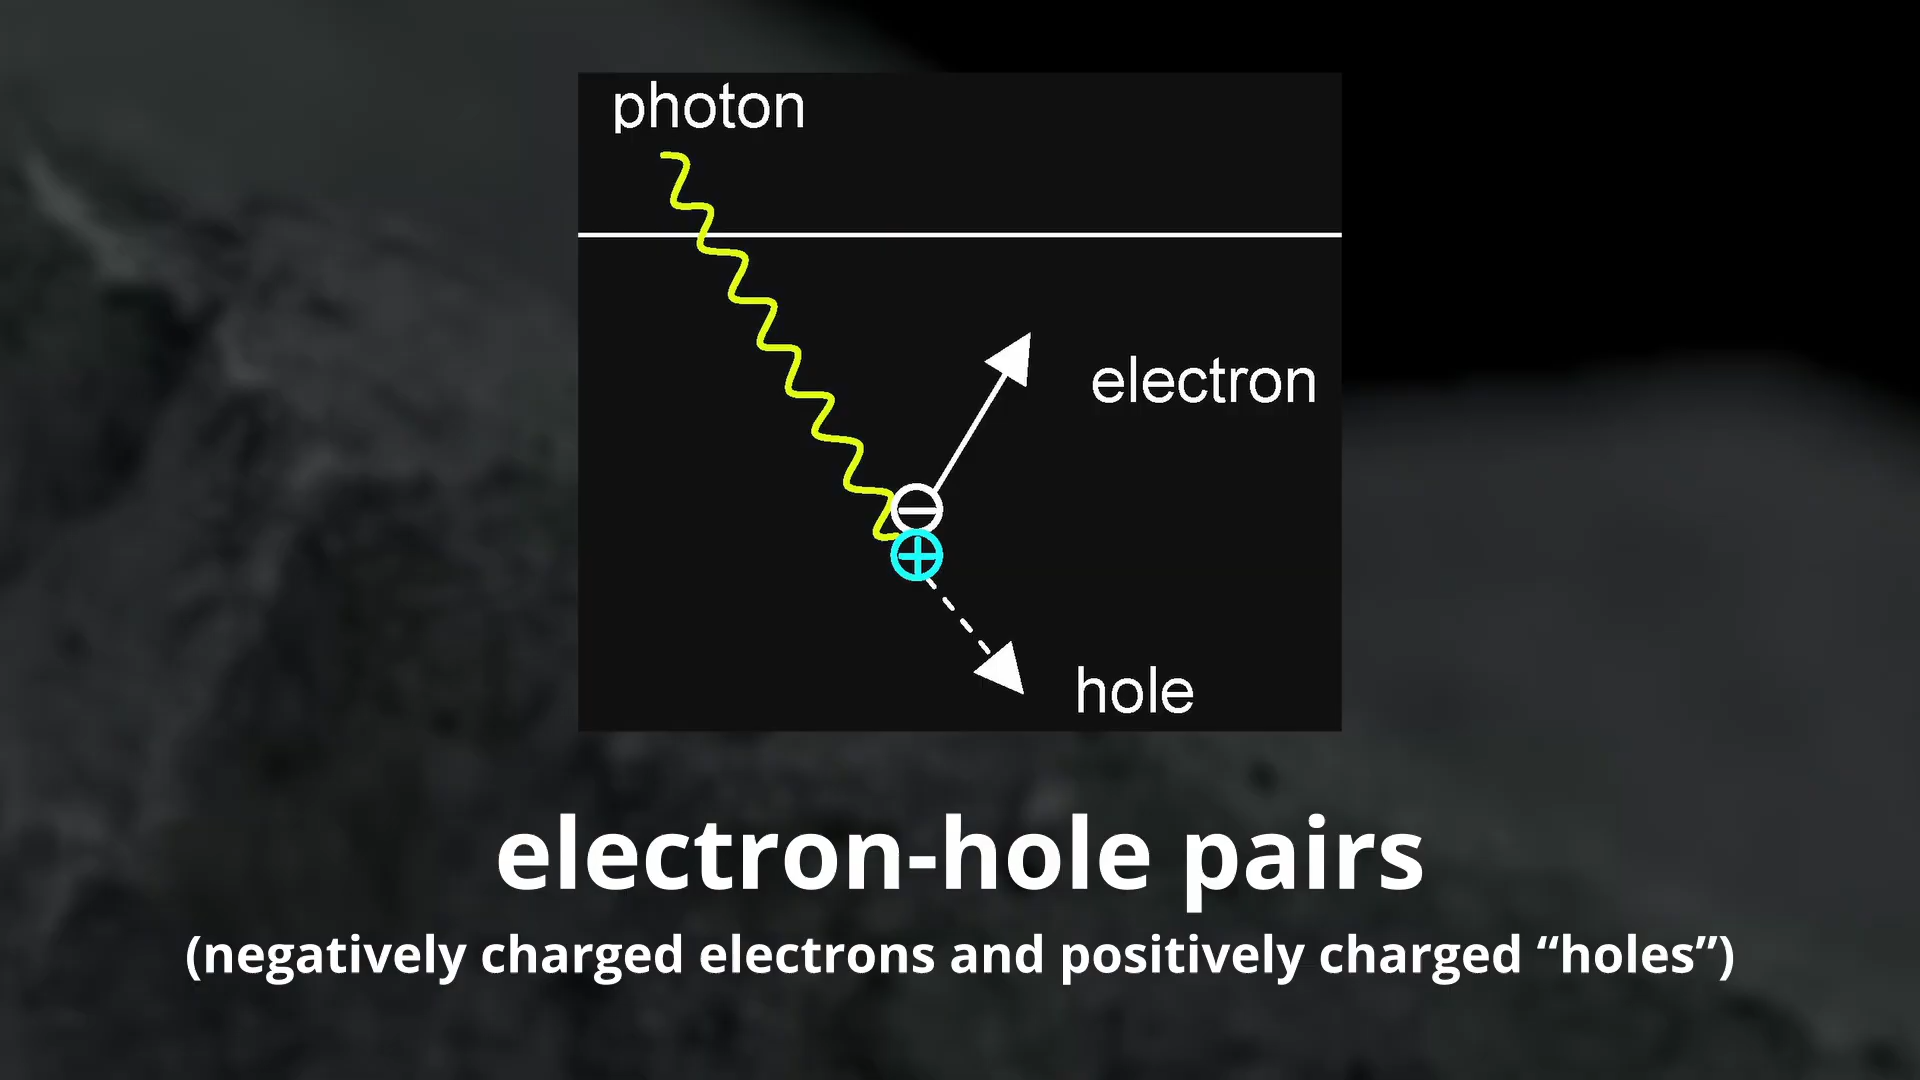 photon
electron
hole
electron-hole pairs
(negatively charged electrons and positively charged “holes”)